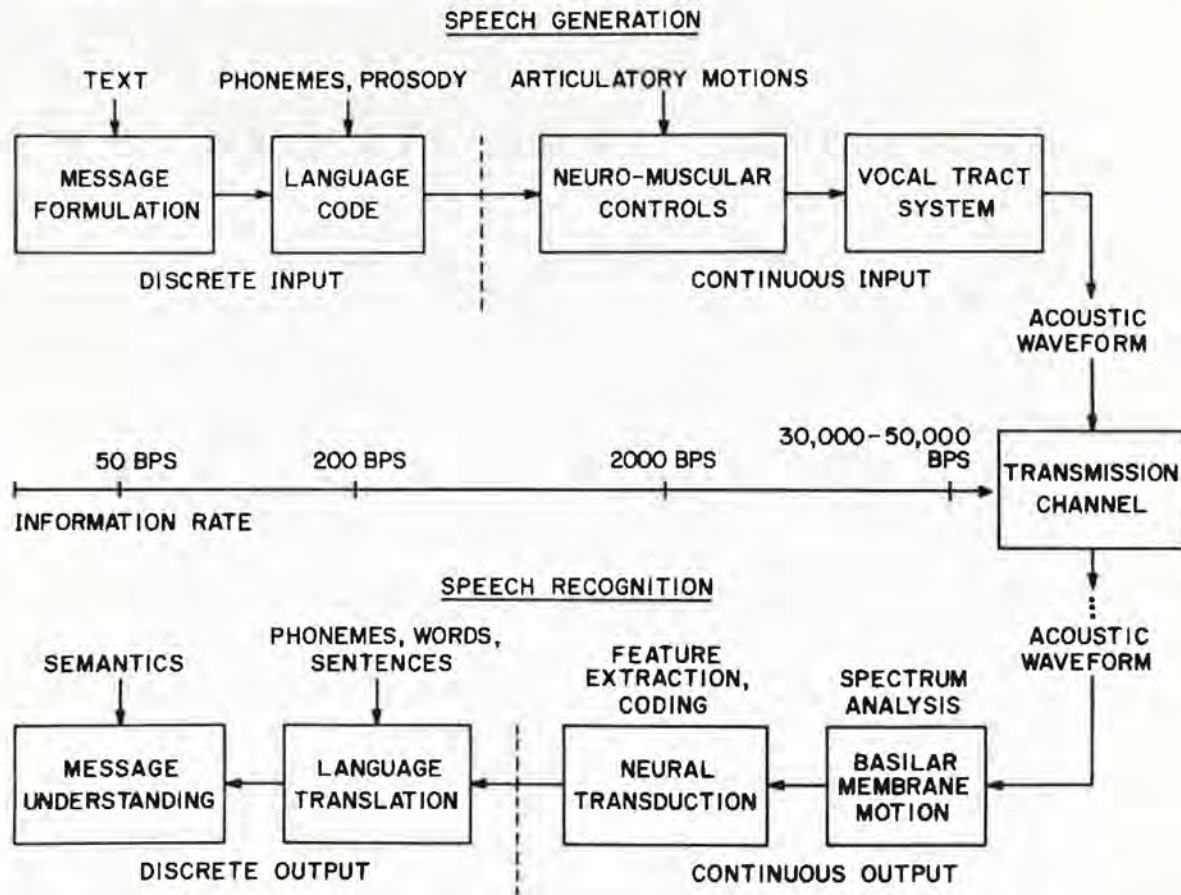 SPEECH GENERATION
TEXT
PHONEMES, PROSODY
ARTICULATORY MOTIONS
MESSAGE
FORMULATION
LANGUAGE
CODE
NEURO-MUSCULAR
CONTROLS
VOCAL TRACT
SYSTEM
DISCRETE INPUT
CONTINUOUS INPUT
ACOUSTIC
WAVEFORM
50 BPS
200 BPS
2000 BPS
30,000-50,000
BPS
INFORMATION RATE
TRANSMISSION
CHANNEL
SPEECH RECOGNITION
ACOUSTIC
WAVEFORM
SEMANTICS
PHONEMES, WORDS,
SENTENCES
FEATURE
EXTRACTION,
CODING
SPECTRUM
ANALYSIS
MESSAGE
UNDERSTANDING
LANGUAGE
TRANSLATION
NEURAL
TRANSDUCTION
BASILAR
MEMBRANE
MOTION
DISCRETE OUTPUT
CONTINUOUS OUTPUT